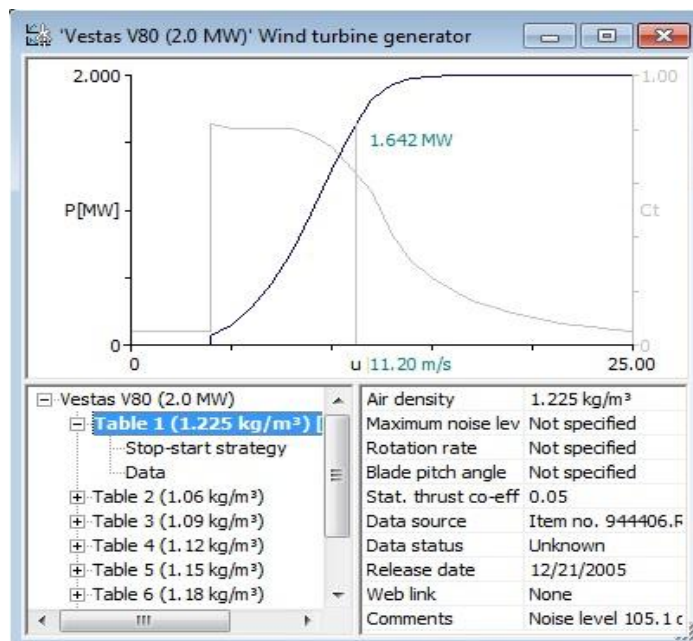 'Vestas V80 (2.0 MW)' Wind turbine generator
2.000
1.00
1.642 MW
P[MW]
Ct
0
0
0
u
11.20 m/s
25.00
Vestas V80 (2.0 MW)
Table 1 (1.225 kg/m³) [
Stop-start strategy
Data
Table 2 (1.06 kg/m³)
Table 3 (1.09 kg/m³)
Table 4 (1.12 kg/m³)
Table 5 (1.15 kg/m³)
Table 6 (1.18 kg/m³)
Air density 1.225 kg/m³
Maximum noise lev Not specified
Rotation rate Not specified
Blade pitch angle Not specified
Stat. thrust co-eff 0.05
Data source Item no. 944406.R
Data status Unknown
Release date 12/21/2005
Web link None
Comments Noise level 105.1 d